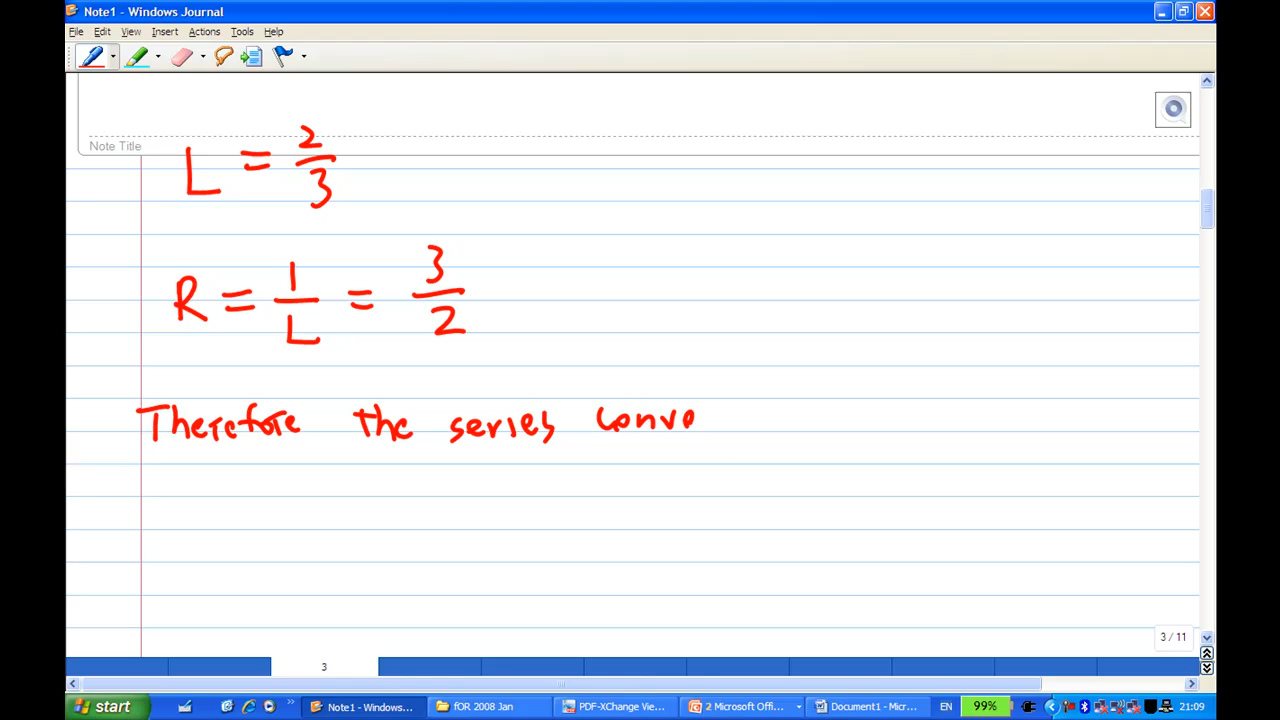 Note1 - Windows Journal
File Edit View Insert Actions Tools Help
Note Title
L = 2/3
R = 1/L = 3/2
Therefore the series conve
3 / 11
3
start
Note1 - Windows...
fOR 2008 Jan
PDF-XChange Vie...
2 Microsoft Offi...
Document1 - Micr...
EN
99%
21:09